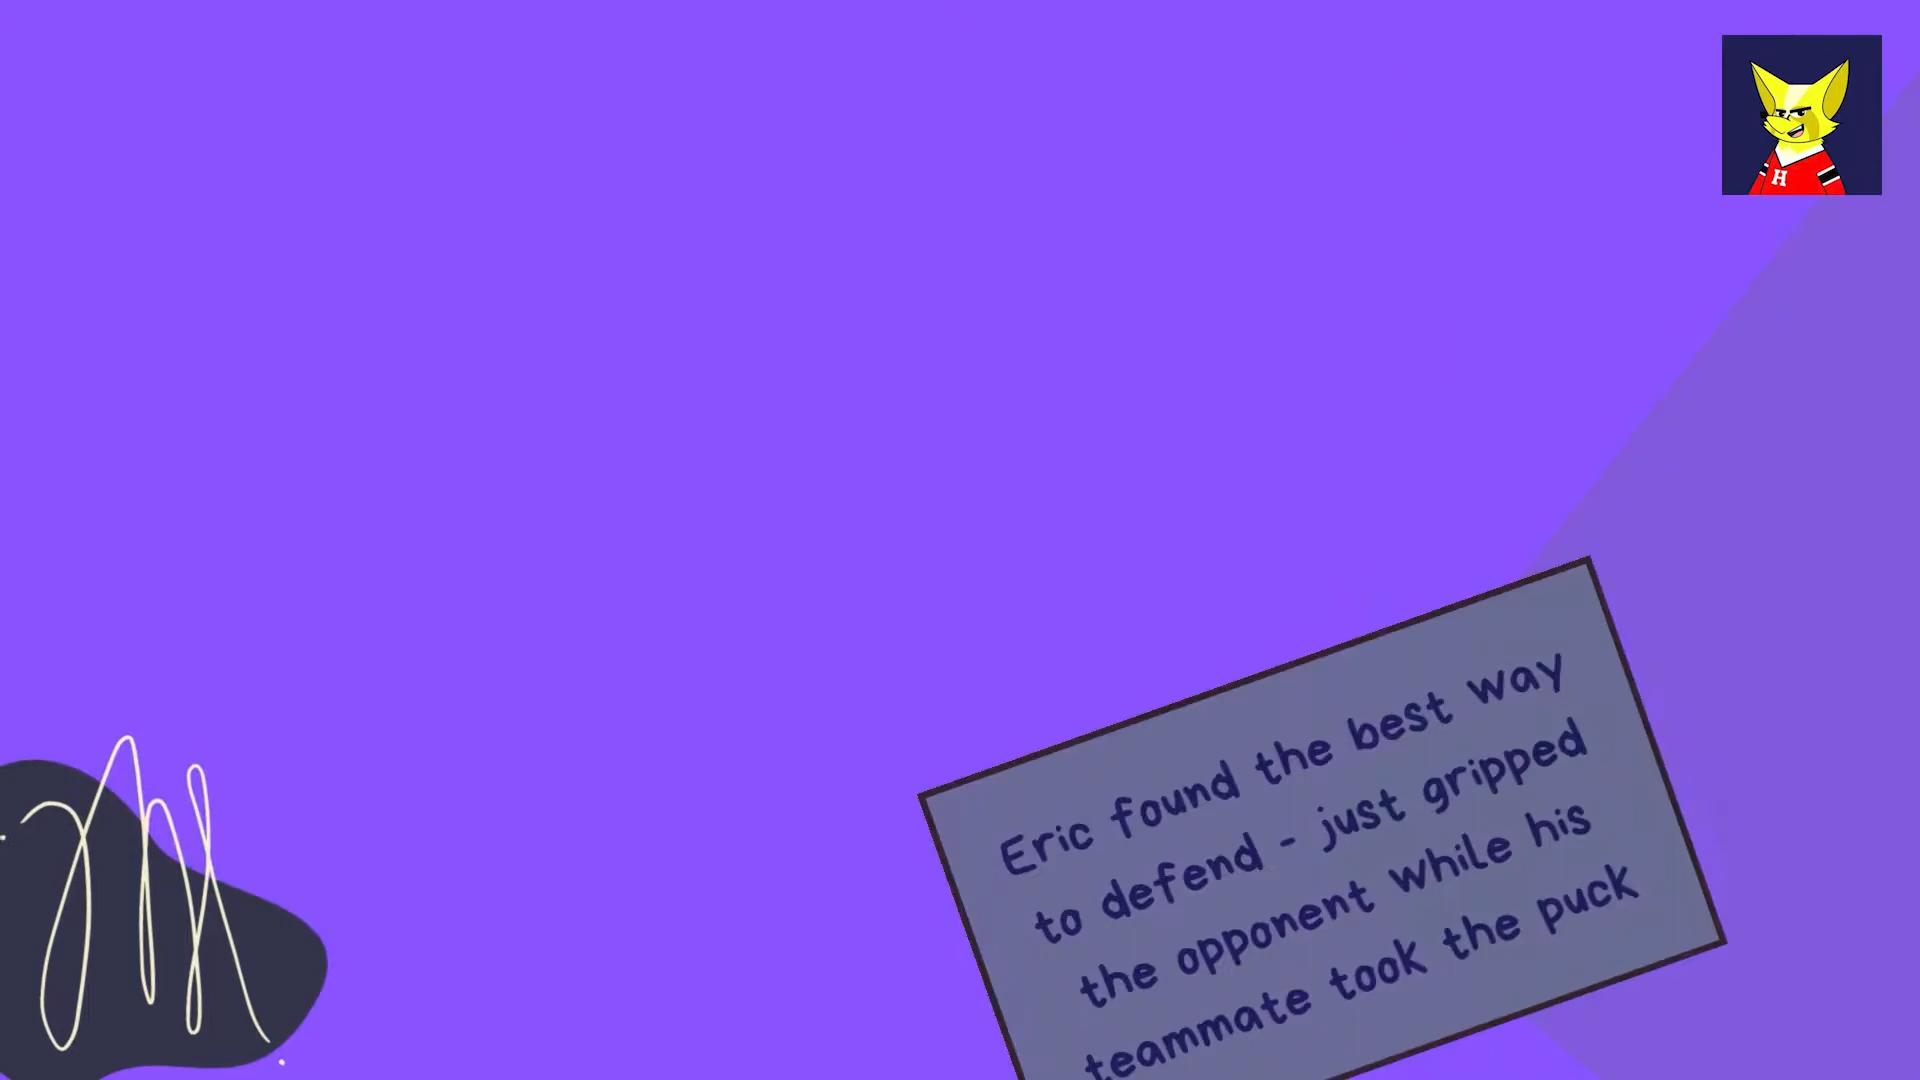 H
Eric found the best way
to defend - just gripped
the opponent while his
teammate took the puck